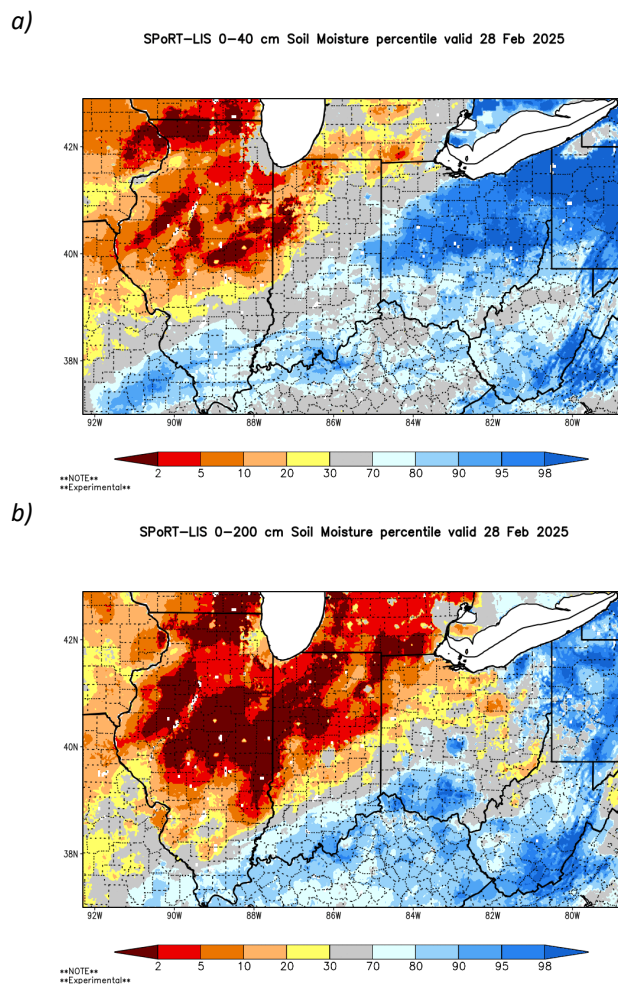 a)
SPoRT-LIS 0-40 cm Soil Moisture percentile valid 28 Feb 2025
42N
40N
38N
92W 90W 88W 86W 84W 82W 80W
2 5 10 20 30 70 80 90 95 98
**NOTE**
**Experimental**
b)
SPoRT-LIS 0-200 cm Soil Moisture percentile valid 28 Feb 2025
42N
40N
38N
92W 90W 88W 86W 84W 82W 80W
2 5 10 20 30 70 80 90 95 98
**NOTE**
**Experimental**